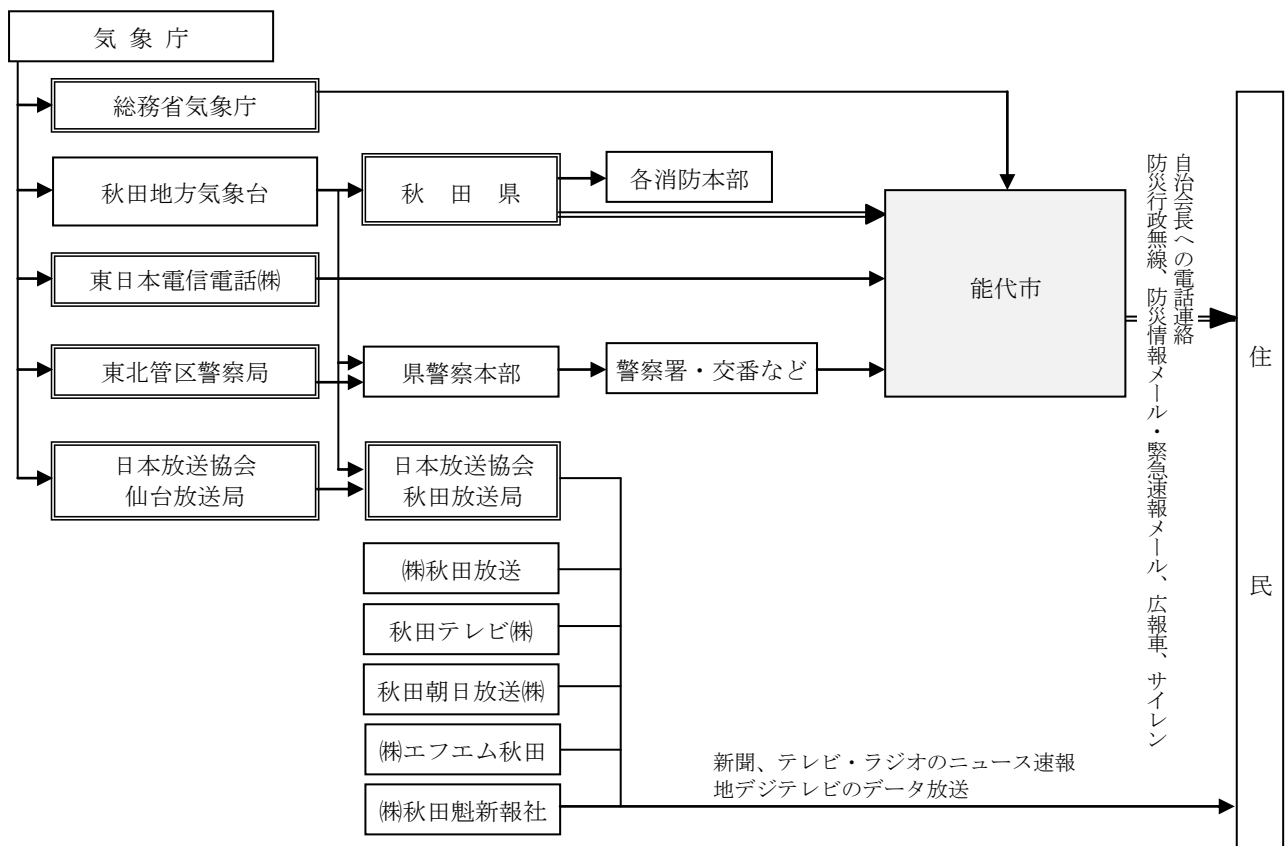 気 象 庁
総務省気象庁
秋田地方気象台
秋 田 県
各消防本部
東日本電信電話㈱
能代市
東北管区警察局
県警察本部
警察署・交番など
日本放送協会
仙台放送局
日本放送協会
秋田放送局
㈱秋田放送
秋田テレビ㈱
秋田朝日放送㈱
㈱エフエム秋田
㈱秋田魁新報社
新聞、テレビ・ラジオのニュース速報
地デジテレビのデータ放送
自治会長への電話連絡
防災行政無線、防災情報メール・緊急速報メール、広報車、サイレン
住 民